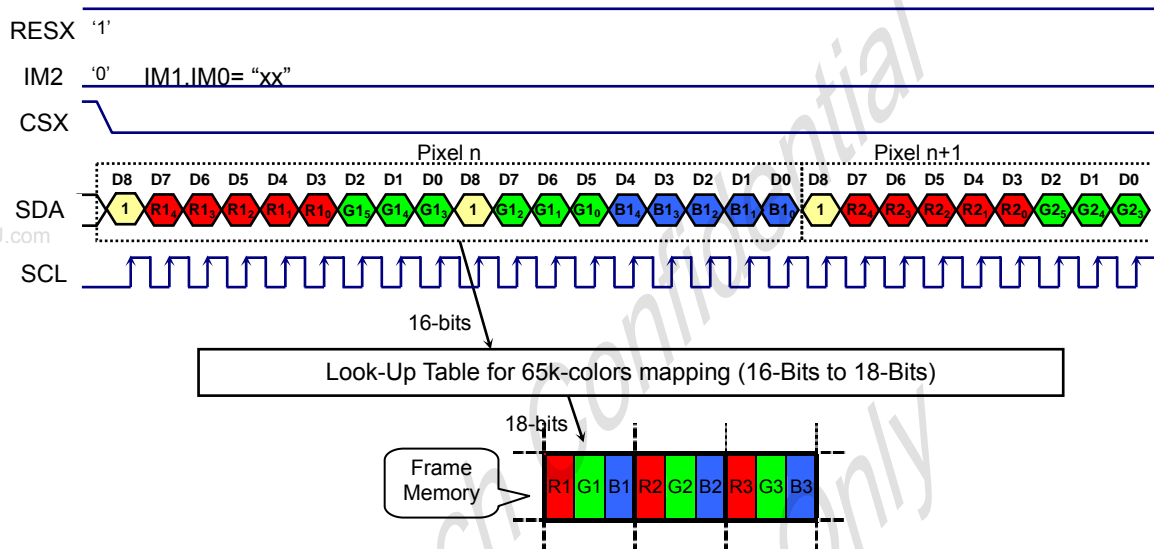 RESX '1'
IM2 '0' IM1,IM0= “xx”
CSX
Pixel n Pixel n+1
D8 D7 D6 D5 D4 D3 D2 D1 D0 D8 D7 D6 D5 D4 D3 D2 D1 D0 D8 D7 D6 D5 D4 D3 D2 D1 D0
SDA 1 R1₄ R1₃ R1₂ R1₁ R1₀ G1₅ G1₄ G1₃ 1 G1₂ G1₁ G1₀ B1₄ B1₃ B1₂ B1₁ B1₀ 1 R2₄ R2₃ R2₂ R2₁ R2₀ G2₅ G2₄ G2₃
.com
SCL
16-bits
Look-Up Table for 65k-colors mapping (16-Bits to 18-Bits)
18-bits
Frame
Memory
R1 G1 B1 R2 G2 B2 R3 G3 B3
Confidential
only